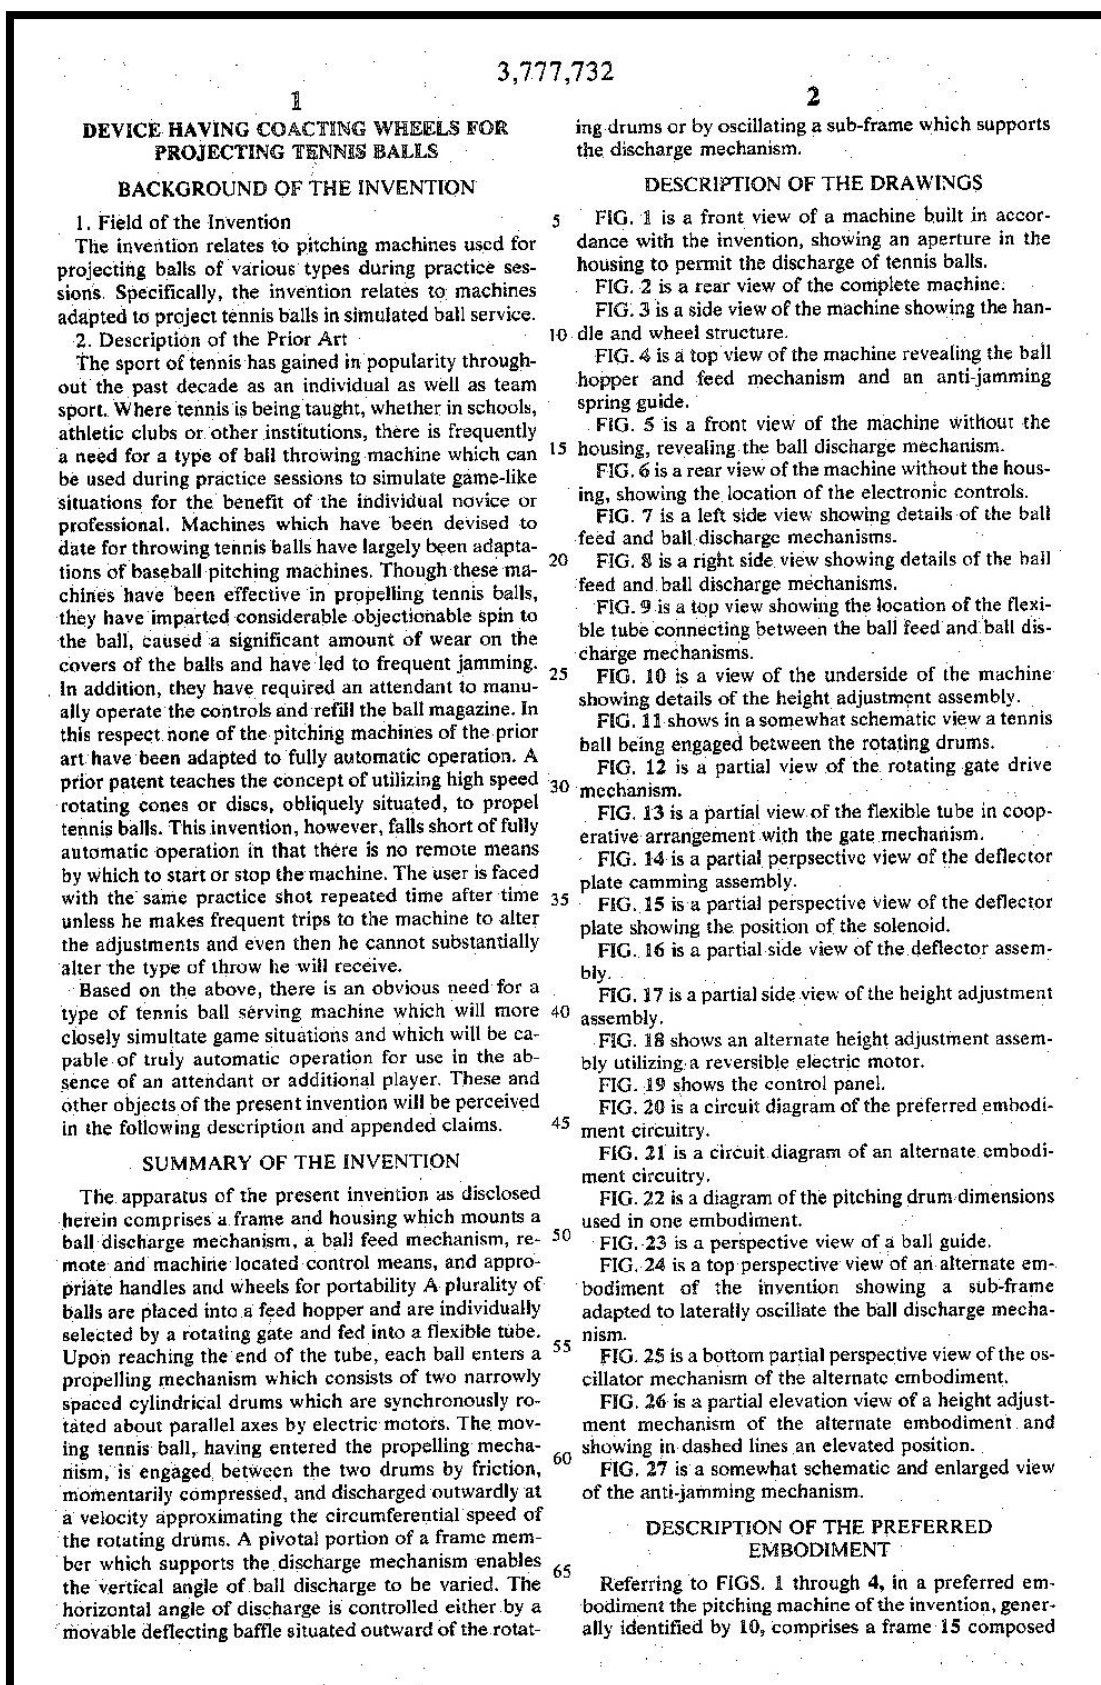 3,777,732
1
DEVICE HAVING COACTING WHEELS FOR
PROJECTING TENNIS BALLS
BACKGROUND OF THE INVENTION
1. Field of the Invention
The invention relates to pitching machines used for
projecting balls of various types during practice ses-
sions. Specifically, the invention relates to machines
adapted to project tennis balls in simulated ball service.
2. Description of the Prior Art
The sport of tennis has gained in popularity through-
out the past decade as an individual as well as team
sport. Where tennis is being taught, whether in schools,
athletic clubs or other institutions, there is frequently
a need for a type of ball throwing machine which can
be used during practice sessions to simulate game-like
situations for the benefit of the individual novice or
professional. Machines which have been devised to
date for throwing tennis balls have largely been adapta-
tions of baseball pitching machines. Though these ma-
chines have been effective in propelling tennis balls,
they have imparted considerable objectionable spin to
the ball, caused a significant amount of wear on the
covers of the balls and have led to frequent jamming.
In addition, they have required an attendant to manu-
ally operate the controls and refill the ball magazine. In
this respect none of the pitching machines of the prior
art have been adapted to fully automatic operation. A
prior patent teaches the concept of utilizing high speed
rotating cones or discs, obliquely situated, to propel
tennis balls. This invention, however, falls short of fully
automatic operation in that there is no remote means
by which to start or stop the machine. The user is faced
with the same practice shot repeated time after time
unless he makes frequent trips to the machine to alter
the adjustments and even then he cannot substantially
alter the type of throw he will receive.
Based on the above, there is an obvious need for a
type of tennis ball serving machine which will more
closely simultate game situations and which will be ca-
pable of truly automatic operation for use in the ab-
sence of an attendant or additional player. These and
other objects of the present invention will be perceived
in the following description and appended claims.
SUMMARY OF THE INVENTION
The apparatus of the present invention as disclosed
herein comprises a frame and housing which mounts a
ball discharge mechanism, a ball feed mechanism, re-
mote and machine located control means, and appro-
priate handles and wheels for portability A plurality of
balls are placed into a feed hopper and are individually
selected by a rotating gate and fed into a flexible tube.
Upon reaching the end of the tube, each ball enters a
propelling mechanism which consists of two narrowly
spaced cylindrical drums which are synchronously ro-
tated about parallel axes by electric motors. The mov-
ing tennis ball, having entered the propelling mecha-
nism, is engaged between the two drums by friction,
momentarily compressed, and discharged outwardly at
a velocity approximating the circumferential speed of
the rotating drums. A pivotal portion of a frame mem-
ber which supports the discharge mechanism enables
the vertical angle of ball discharge to be varied. The
horizontal angle of discharge is controlled either by a
movable deflecting baffle situated outward of the rotat-
5
10
15
20
25
30
35
40
45
50
55
60
65
2
ing drums or by oscillating a sub-frame which supports
the discharge mechanism.
DESCRIPTION OF THE DRAWINGS
FIG. 1 is a front view of a machine built in accor-
dance with the invention, showing an aperture in the
housing to permit the discharge of tennis balls.
FIG. 2 is a rear view of the complete machine.
FIG. 3 is a side view of the machine showing the han-
dle and wheel structure.
FIG. 4 is a top view of the machine revealing the ball
hopper and feed mechanism and an anti-jamming
spring guide.
FIG. 5 is a front view of the machine without the
housing, revealing the ball discharge mechanism.
FIG. 6 is a rear view of the machine without the hous-
ing, showing the location of the electronic controls.
FIG. 7 is a left side view showing details of the ball
feed and ball discharge mechanisms.
FIG. 8 is a right side view showing details of the ball
feed and ball discharge mechanisms.
FIG. 9 is a top view showing the location of the flexi-
ble tube connecting between the ball feed and ball dis-
charge mechanisms.
FIG. 10 is a view of the underside of the machine
showing details of the height adjustment assembly.
FIG. 11 shows in a somewhat schematic view a tennis
ball being engaged between the rotating drums.
FIG. 12 is a partial view of the rotating gate drive
mechanism.
FIG. 13 is a partial view of the flexible tube in coop-
erative arrangement with the gate mechanism.
FIG. 14 is a partial perpsective view of the deflector
plate camming assembly.
FIG. 15 is a partial perspective view of the deflector
plate showing the position of the solenoid.
FIG. 16 is a partial side view of the deflector assem-
bly.
FIG. 17 is a partial side view of the height adjustment
assembly.
FIG. 18 shows an alternate height adjustment assem-
bly utilizing a reversible electric motor.
FIG. 19 shows the control panel.
FIG. 20 is a circuit diagram of the preferred embodi-
ment circuitry.
FIG. 21 is a circuit diagram of an alternate embodi-
ment circuitry.
FIG. 22 is a diagram of the pitching drum dimensions
used in one embodiment.
FIG. 23 is a perspective view of a ball guide.
FIG. 24 is a top perspective view of an alternate em-
bodiment of the invention showing a sub-frame
adapted to laterally oscillate the ball discharge mecha-
nism.
FIG. 25 is a bottom partial perspective view of the os-
cillator mechanism of the alternate embodiment.
FIG. 26 is a partial elevation view of a height adjust-
ment mechanism of the alternate embodiment and
showing in dashed lines an elevated position.
FIG. 27 is a somewhat schematic and enlarged view
of the anti-jamming mechanism.
DESCRIPTION OF THE PREFERRED
EMBODIMENT
Referring to FIGS. 1 through 4, in a preferred em-
bodiment the pitching machine of the invention, gener-
ally identified by 10, comprises a frame 15 composed